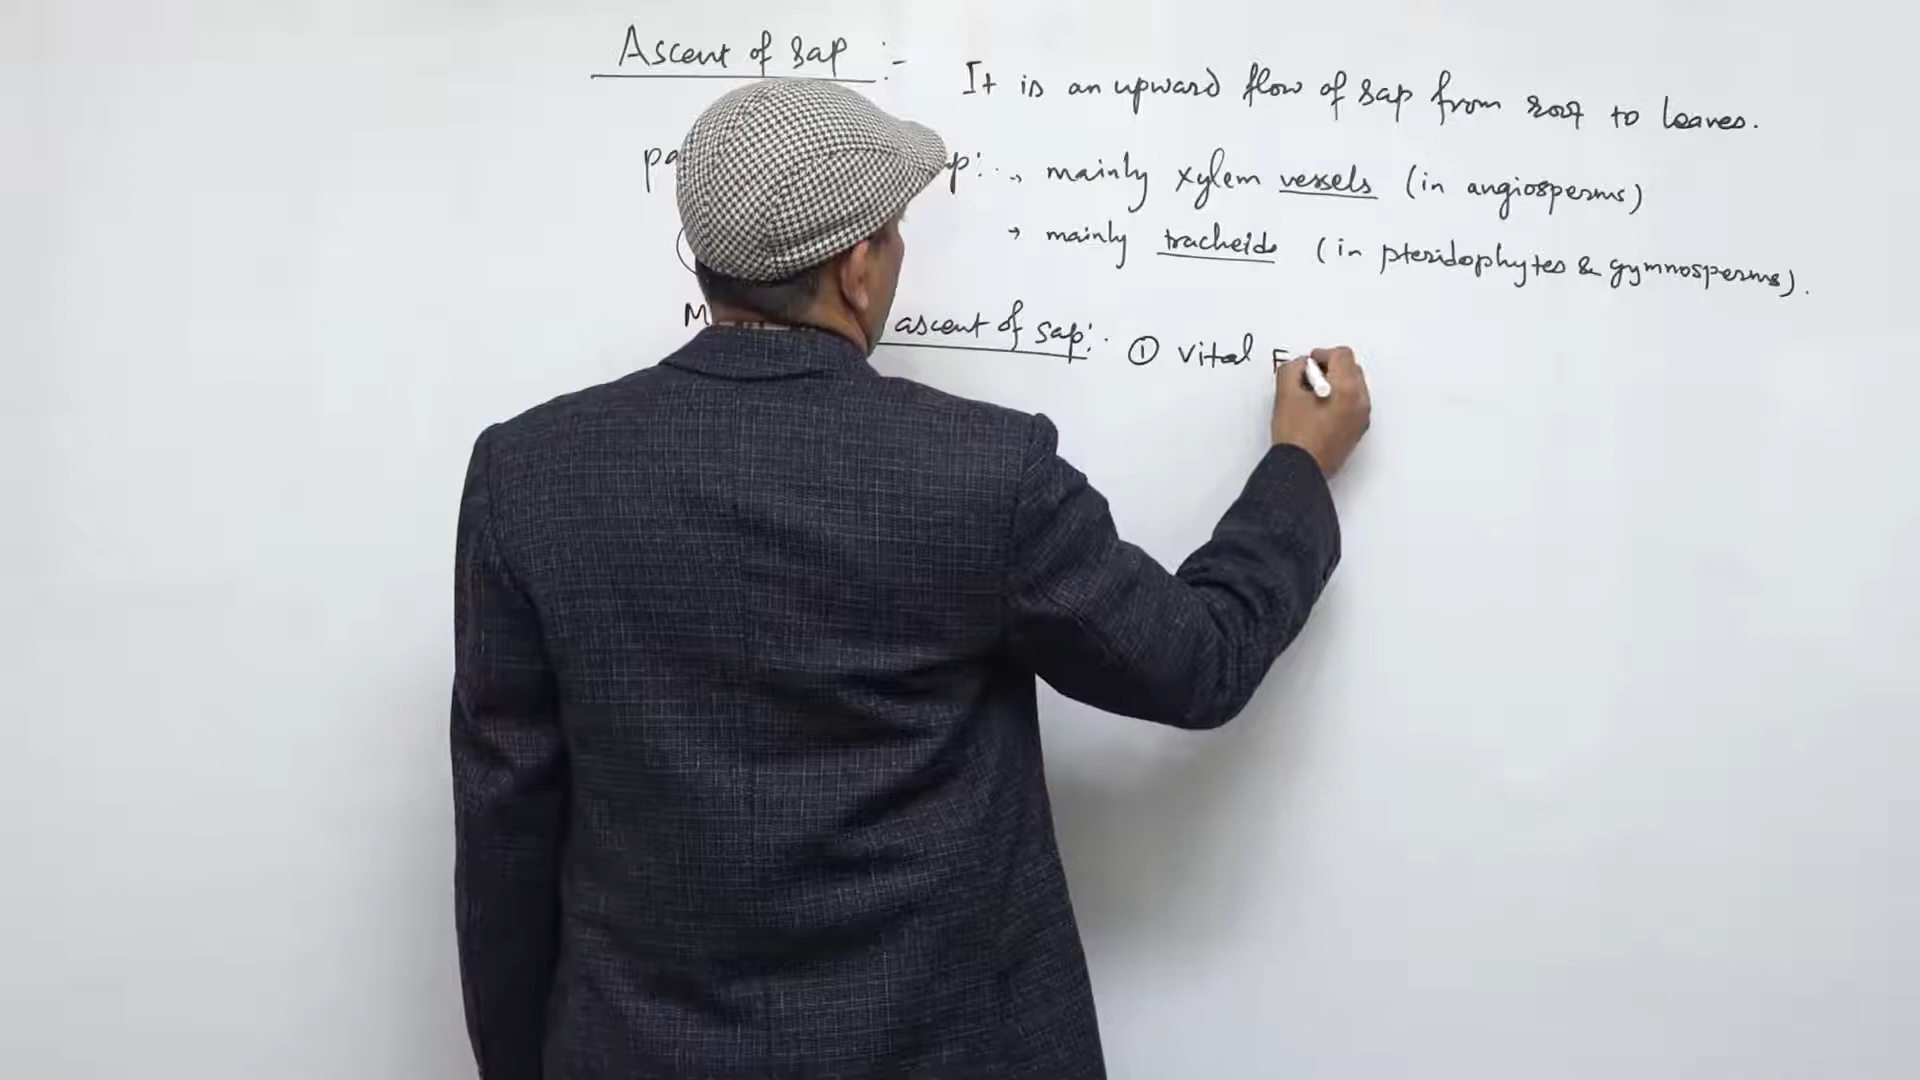 Ascent of sap :-
It is an upward flow of sap from root to leaves.
→ mainly xylem vessels (in angiosperms)
→ mainly tracheids (in pteridophytes & gymnosperms).
ascent of sap:- ① Vital